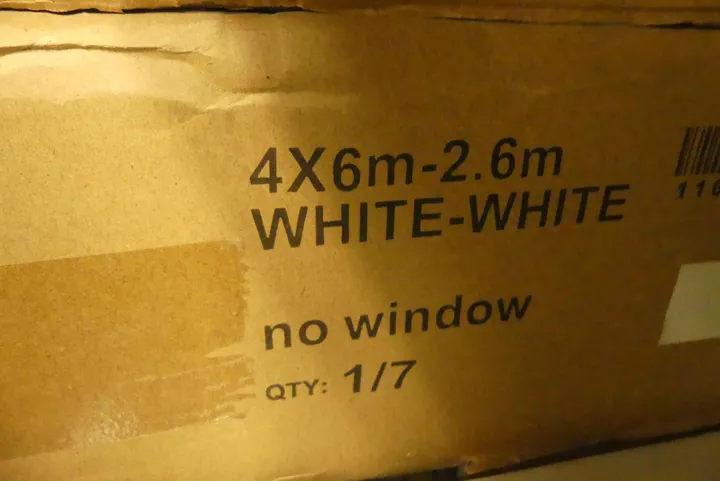 4X6m-2.6m
WHITE-WHITE
no window
QTY: 1/7